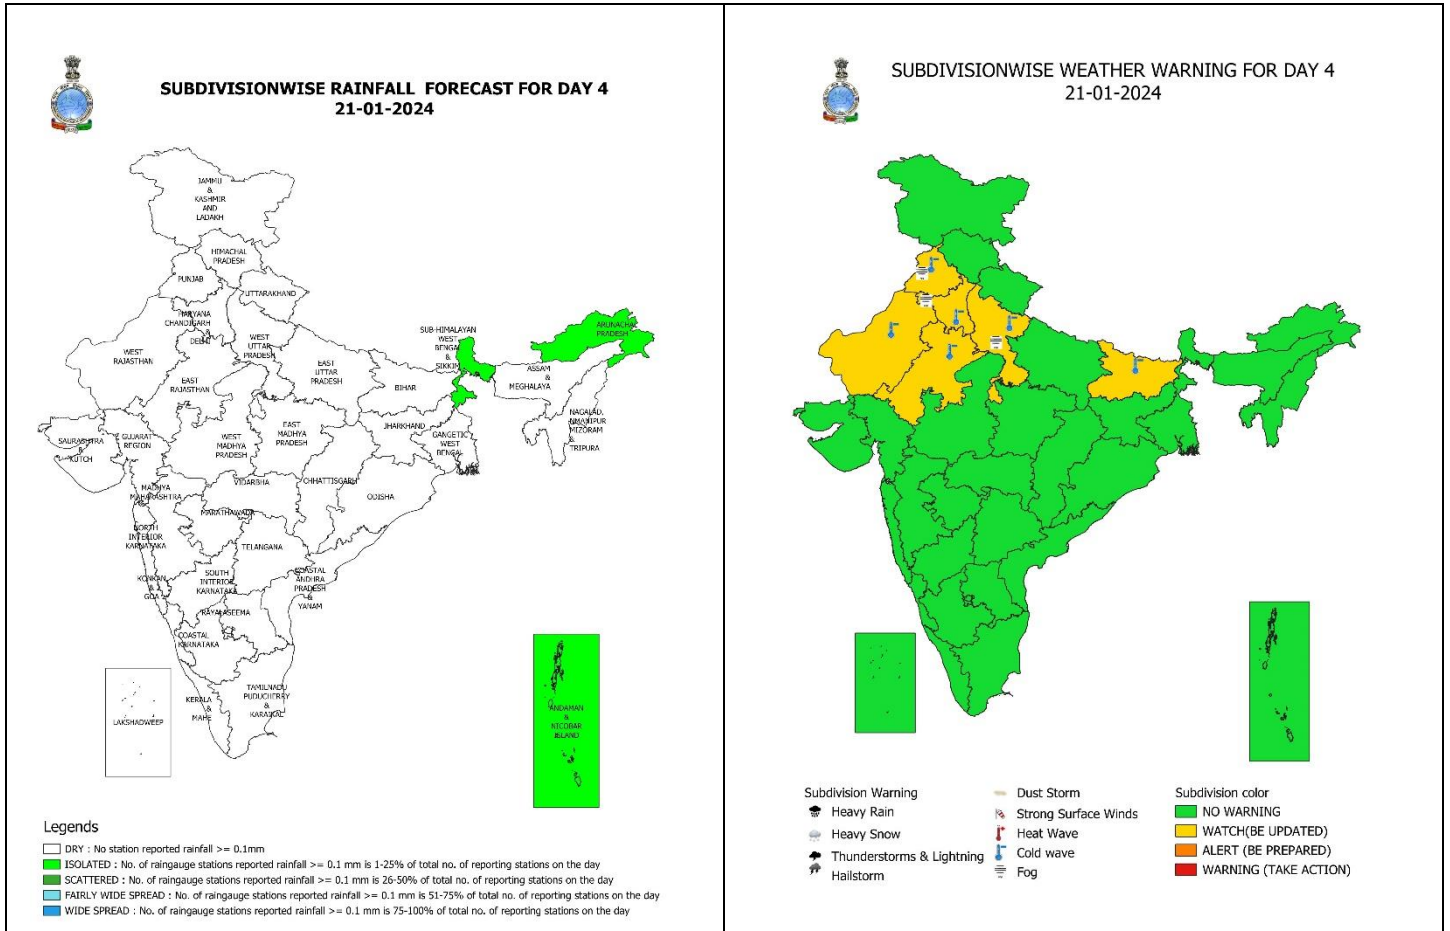 SUBDIVISIONWISE RAINFALL FORECAST FOR DAY 4
21-01-2024
JAMMU
&
KASHMIR
AND
LADAKH
HIMACHAL
PRADESH
PUNJAB
UTTARAKHAND
HARYANA
CHANDIGARH
&
DELHI
WEST
RAJASTHAN
WEST
UTTAR
PRADESH
EAST
UTTAR
PRADESH
EAST
RAJASTHAN
SUB-HIMALAYAN
WEST
BENGAL
&
SIKKIM
ARUNACHAL
PRADESH
ASSAM
&
MEGHALAYA
BIHAR
NAGALAD,
MANIPUR
MIZORAM
&
TRIPURA
JHARKHAND
GANGETIC
WEST
BENGAL
SAURASHTRA
&
KUTCH
GUJARAT
REGION
WEST
MADHYA
PRADESH
EAST
MADHYA
PRADESH
VIDARBHA
CHHATTISGARH
ODISHA
MADHYA
MAHARASHTRA
MARATHAWADA
NORTH
INTERIOR
KARNATAKA
TELANGANA
KONKAN
&
GOA
SOUTH
INTERIOR
KARNATAKA
COASTAL
ANDHRA
PRADESH
&
YANAM
RAYALASEEMA
COASTAL
KARNATAKA
KERALA
&
MAHE
TAMILNADU
PUDUCHERRY
&
KARAIKAL
LAKSHADWEEP
ANDAMAN
&
NICOBAR
ISLAND
Legends
DRY : No station reported rainfall >= 0.1mm
ISOLATED : No. of raingauge stations reported rainfall >= 0.1 mm is 1-25% of total no. of reporting stations on the day
SCATTERED : No. of raingauge stations reported rainfall >= 0.1 mm is 26-50% of total no. of reporting stations on the day
FAIRLY WIDE SPREAD : No. of raingauge stations reported rainfall >= 0.1 mm is 51-75% of total no. of reporting stations on the day
WIDE SPREAD : No. of raingauge stations reported rainfall >= 0.1 mm is 75-100% of total no. of reporting stations on the day
SUBDIVISIONWISE WEATHER WARNING FOR DAY 4
21-01-2024
Subdivision Warning
Heavy Rain
Heavy Snow
Thunderstorms & Lightning
Hailstorm
Dust Storm
Strong Surface Winds
Heat Wave
Cold wave
Fog
Subdivision color
NO WARNING
WATCH(BE UPDATED)
ALERT (BE PREPARED)
WARNING (TAKE ACTION)